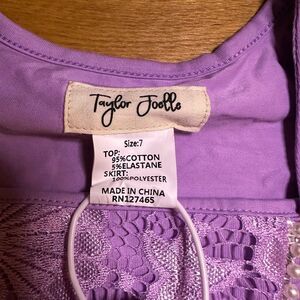 Taylor Joelle
Size:7
TOP:
95%COTTON
5%ELASTANE
SKIRT:
100%POLYESTER
MADE IN CHINA
RN127465